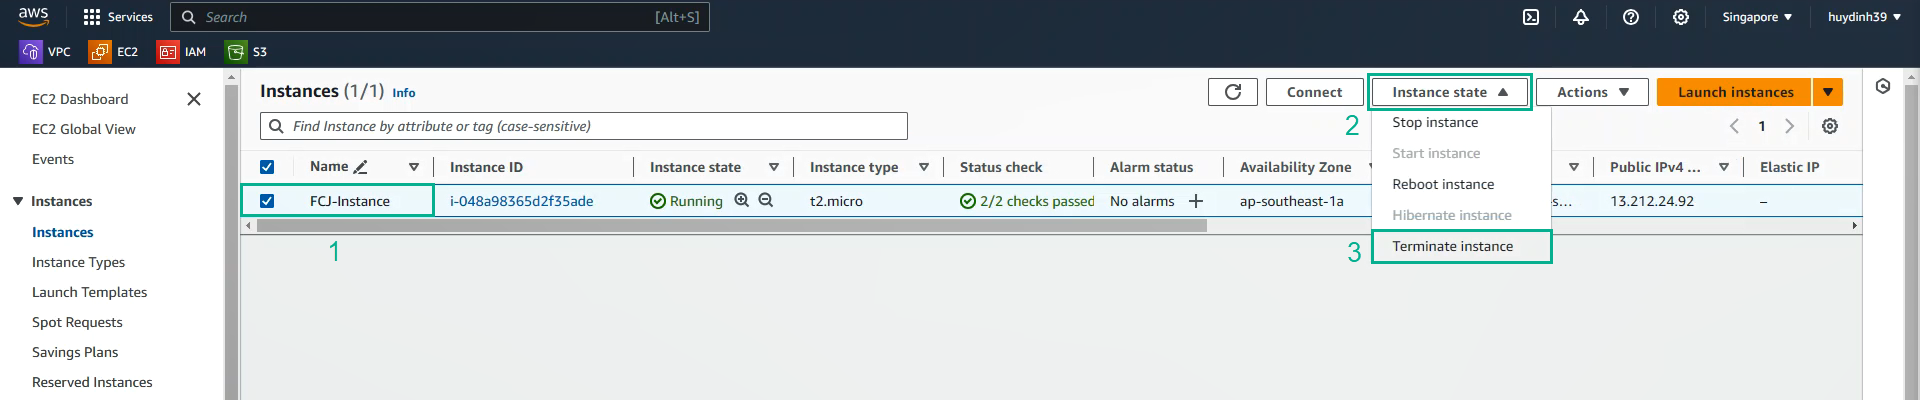 aws Services Search [Alt+S] Singapore huydinh39
VPC EC2 IAM S3
EC2 Dashboard
EC2 Global View
Events
Instances
Instances
Instance Types
Launch Templates
Spot Requests
Savings Plans
Reserved Instances
Instances (1/1) Info
Connect Instance state Actions Launch instances
Find Instance by attribute or tag (case-sensitive)
2
1
Stop instance
Start instance
Reboot instance
Hibernate instance
Terminate instance
3
Name Instance ID Instance state Instance type Status check Alarm status Availability Zone Public IPv4 ... Elastic IP
FCJ-Instance i-048a98365d2f35ade Running t2.micro 2/2 checks passed No alarms + ap-southeast-1a s... 13.212.24.92 –
1